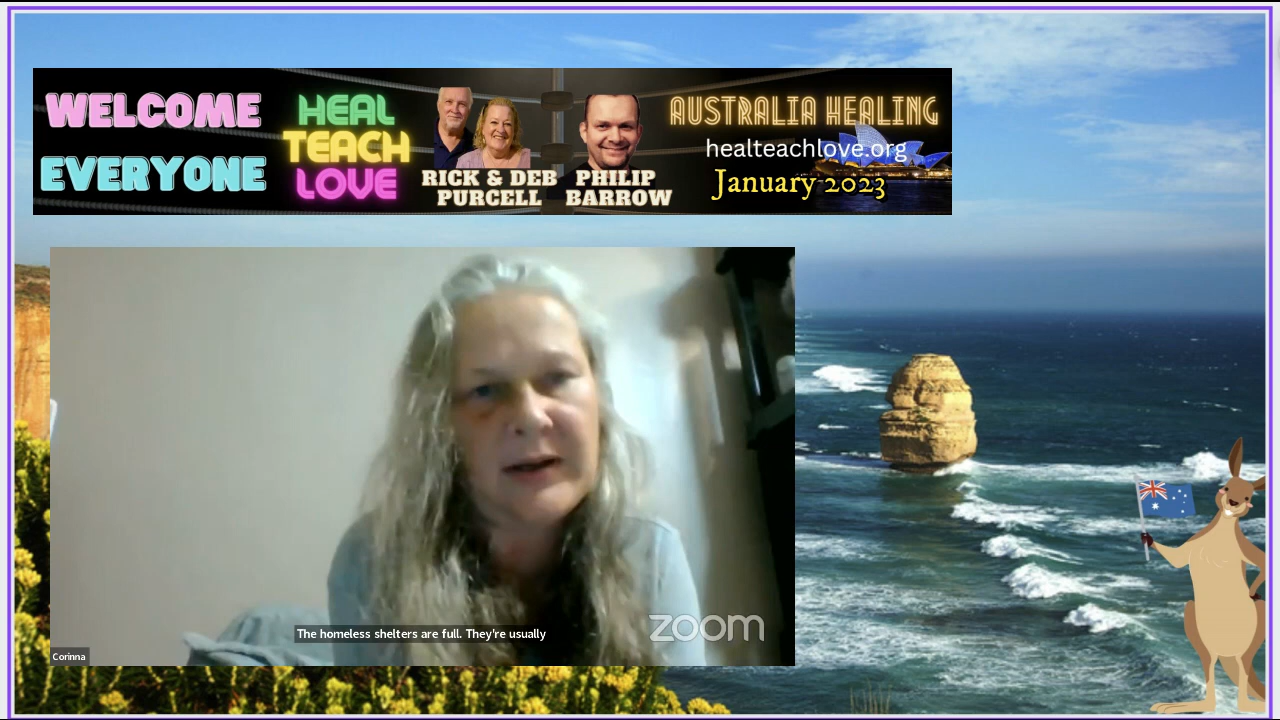 WELCOME
EVERYONE
HEAL
TEACH
LOVE
RICK & DEB
PURCELL
PHILIP
BARROW
AUSTRALIA HEALING
healteachlove.org
January 2023
The homeless shelters are full. They're usually
zoom
Corinna